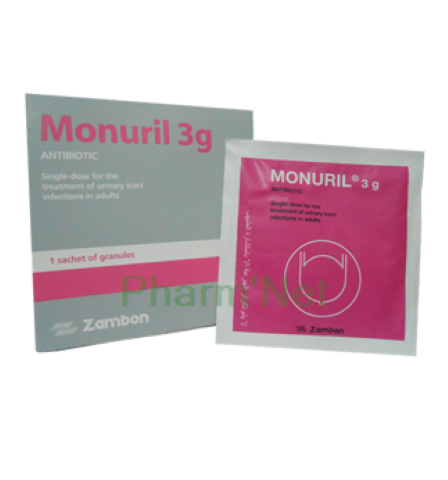 Monuril 3g
ANTIBIOTIC
Single-dose for the
treatment of urinary tract
infections in adults
1 sachet of granules
Zambon
MONURIL® 3 g
ANTIBIOTIC
Single-dose for the
treatment of urinary tract
infections in adults
Zambon
Pharm'Net